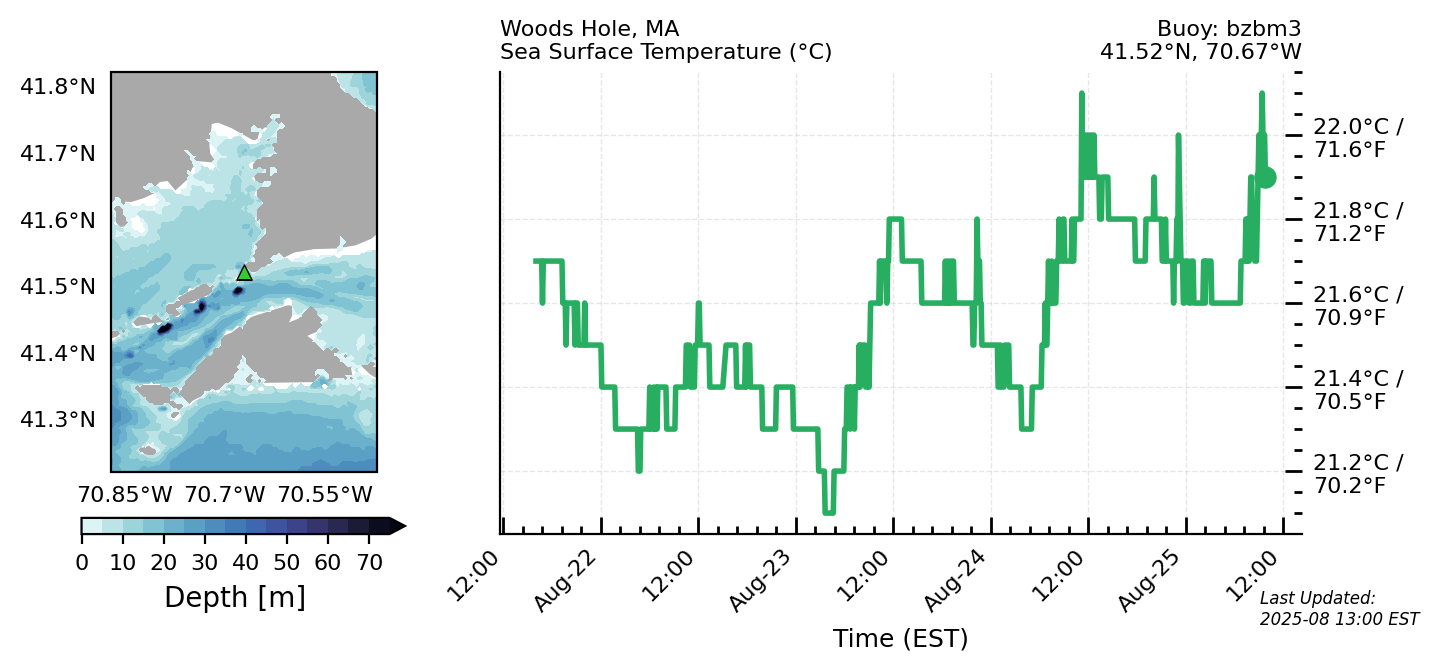 Woods Hole, MA
Sea Surface Temperature (°C)
Buoy: bzbm3
41.52°N, 70.67°W
41.8°N
41.7°N
41.6°N
41.5°N
41.4°N
41.3°N
70.85°W 70.7°W 70.55°W
0 10 20 30 40 50 60 70
Depth [m]
22.0°C /
71.6°F
21.8°C /
71.2°F
21.6°C /
70.9°F
21.4°C /
70.5°F
21.2°C /
70.2°F
12:00 Aug-22 12:00 Aug-23 12:00 Aug-24 12:00 Aug-25 12:00
Time (EST)
Last Updated:
2025-08 13:00 EST